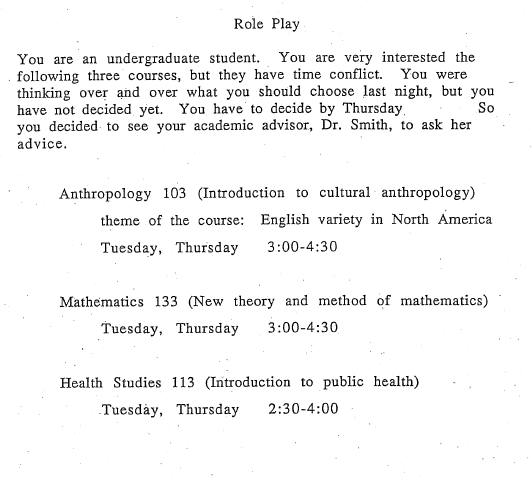 Role Play
You are an undergraduate student. You are very interested the
following three courses, but they have time conflict. You were
thinking over and over what you should choose last night, but you
have not decided yet. You have to decide by Thursday. So
you decided to see your academic advisor, Dr. Smith, to ask her
advice.
Anthropology 103 (Introduction to cultural anthropology)
theme of the course: English variety in North America
Tuesday, Thursday 3:00-4:30
Mathematics 133 (New theory and method of mathematics)
Tuesday, Thursday 3:00-4:30
Health Studies 113 (Introduction to public health)
Tuesday, Thursday 2:30-4:00